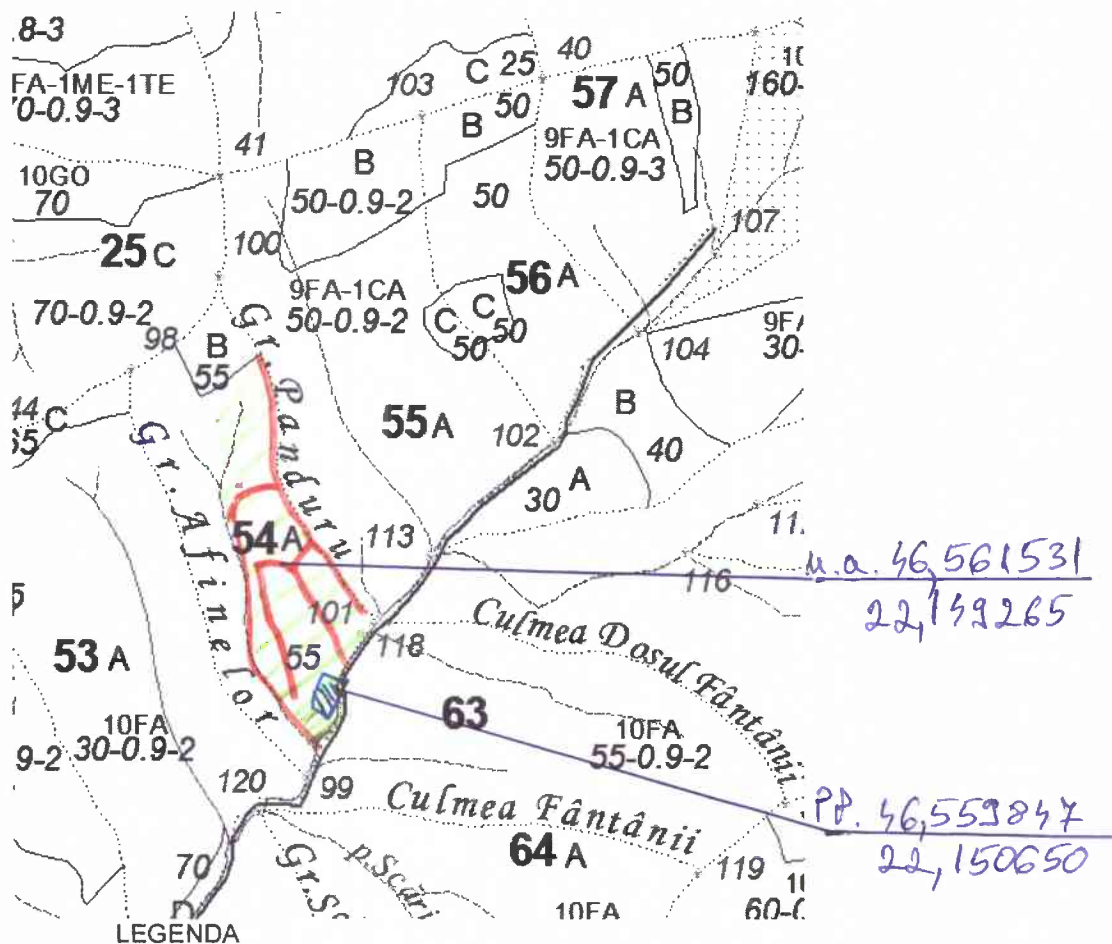 8-3
FA-1ME-1TE
70-0.9-3
103
C 25
40
57 A
50
B
160-
41
B
50
B
50-0.9-2
9FA-1CA
50-0.9-3
10GO
70
50
107
25 C
100
56 A
9FA-1CA
50-0.9-2
C C
50 50
70-0.9-2
98
B
55
Gr. Panduru
104
30-
C
Gr. Afinelor
55 A
102
B
40
30 A
54 A
113
116
u.a. 46,561531
22,149265
101
118
Culmea Dosul Fântânii
53 A
55
63
10FA
30-0.9-2
9-2
10FA
55-0.9-2
120
99
Culmea Fântânii
PP. 46,559847
22,150650
64 A
70
p.Scări
119
10FA
LEGENDA